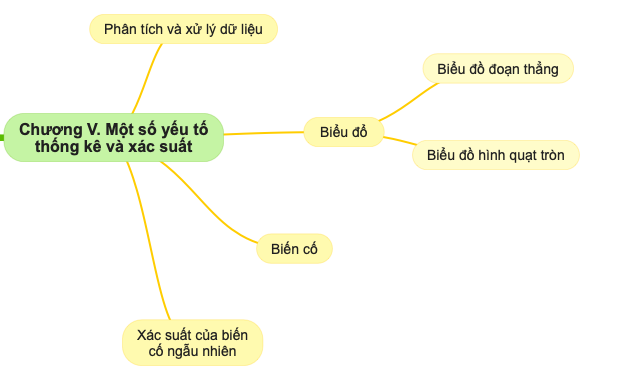 Phân tích và xử lý dữ liệu
Biểu đồ đoạn thẳng
Chương V. Một số yếu tố
thống kê và xác suất
Biểu đồ
Biểu đồ hình quạt tròn
Biến cố
Xác suất của biến
cố ngẫu nhiên